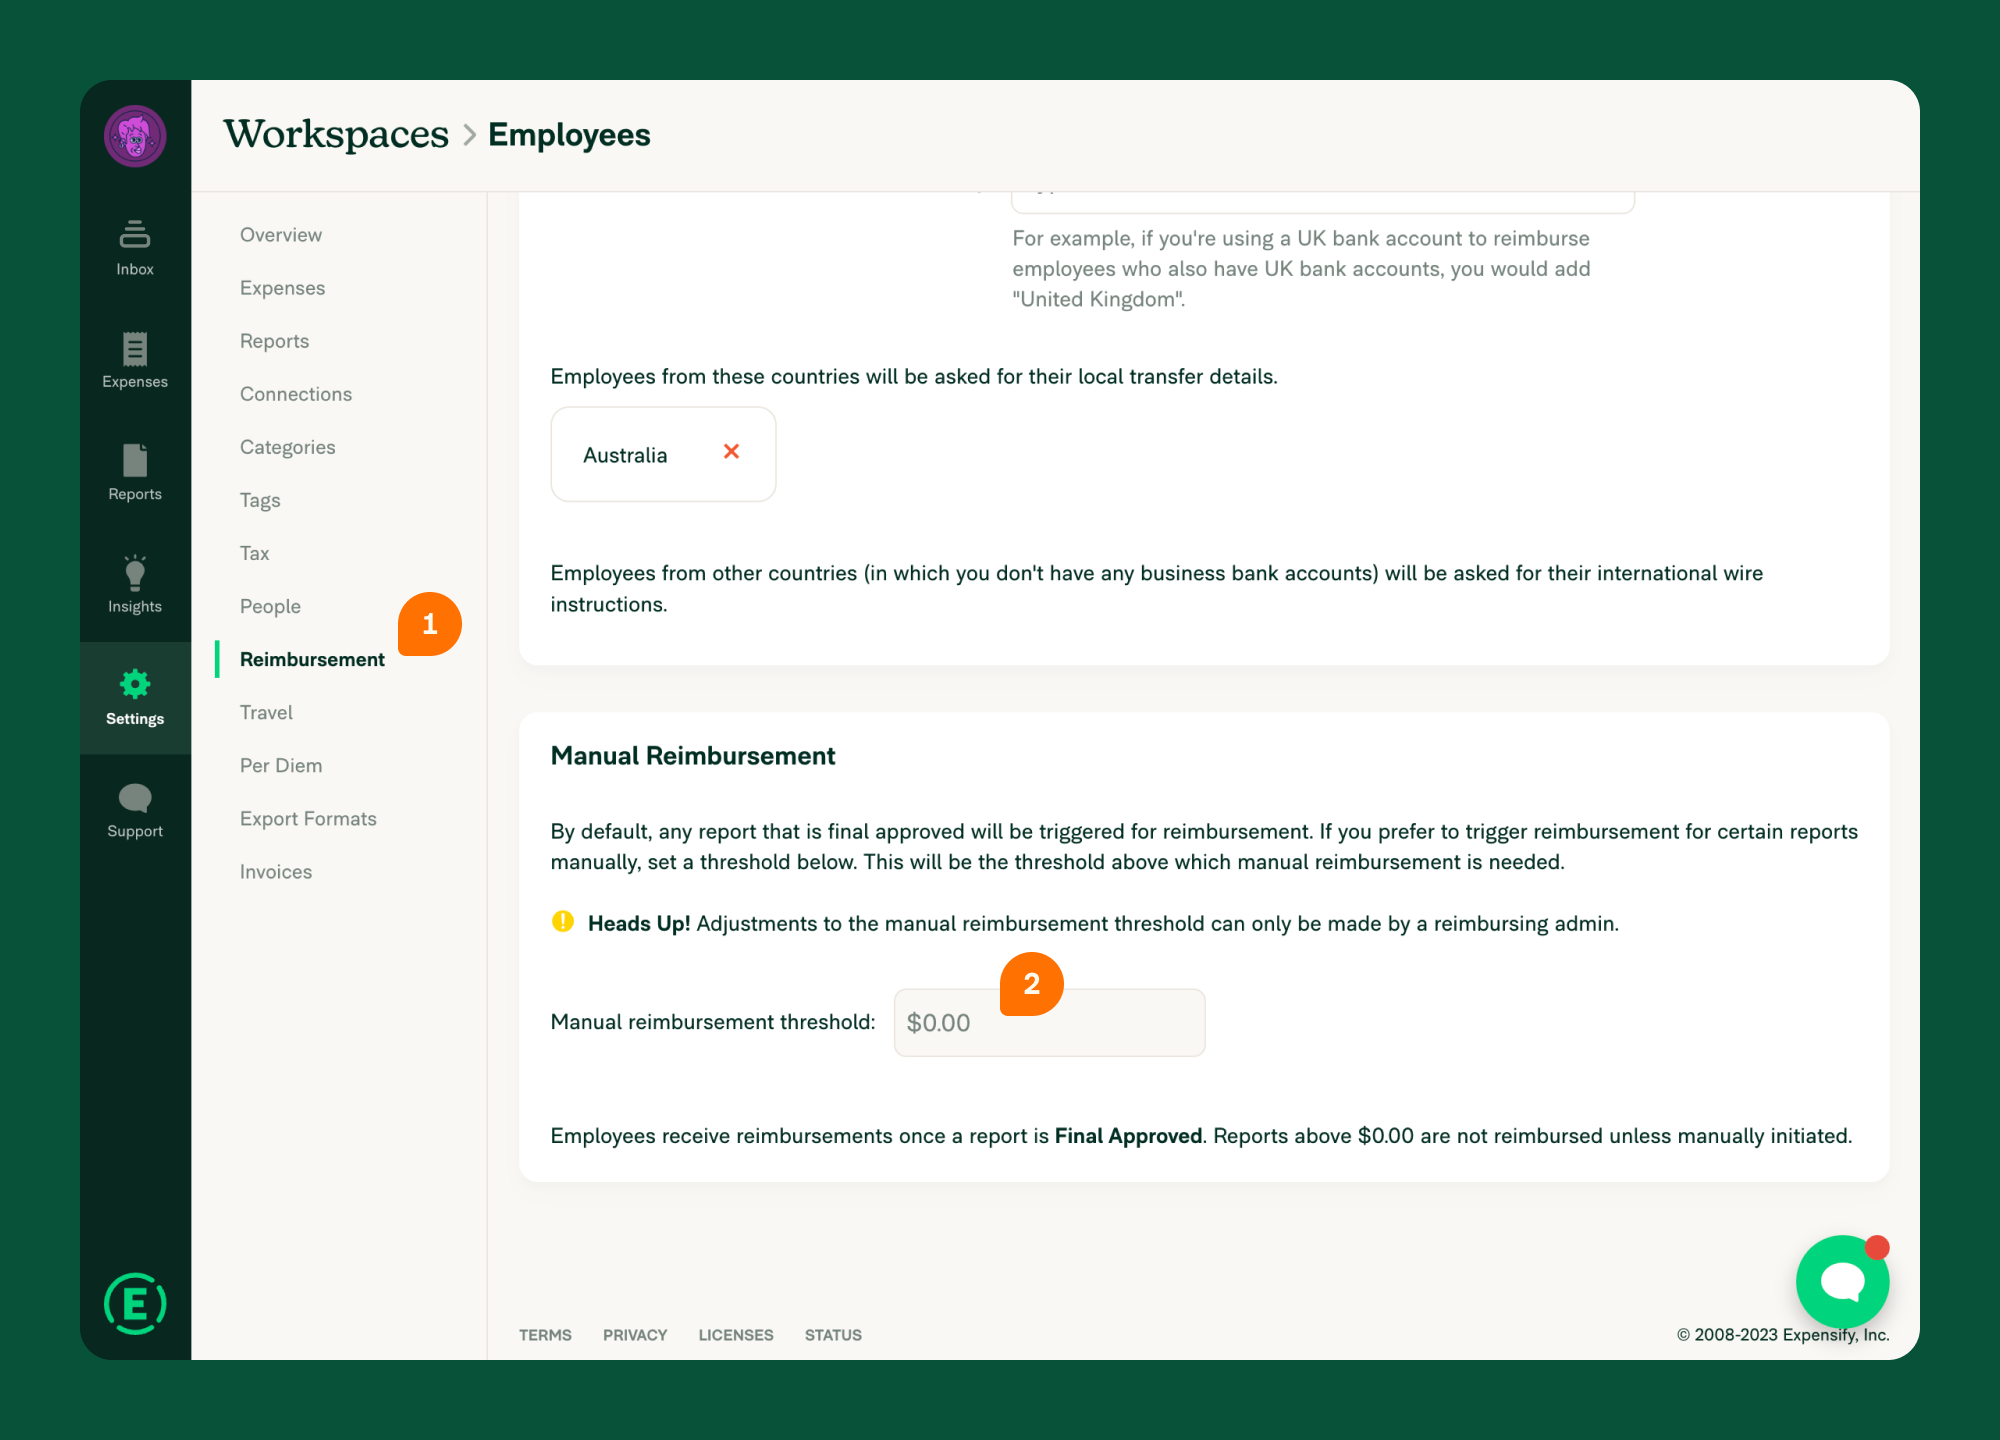 Workspaces > Employees
Inbox
Expenses
Reports
Insights
Settings
Support
E
Overview
Expenses
Reports
Connections
Categories
Tags
Tax
People
1
Reimbursement
Travel
Per Diem
Export Formats
Invoices
For example, if you're using a UK bank account to reimburse
employees who also have UK bank accounts, you would add
"United Kingdom".
Employees from these countries will be asked for their local transfer details.
Australia
Employees from other countries (in which you don't have any business bank accounts) will be asked for their international wire
instructions.
Manual Reimbursement
By default, any report that is final approved will be triggered for reimbursement. If you prefer to trigger reimbursement for certain reports
manually, set a threshold below. This will be the threshold above which manual reimbursement is needed.
Heads Up! Adjustments to the manual reimbursement threshold can only be made by a reimbursing admin.
2
Manual reimbursement threshold: $0.00
Employees receive reimbursements once a report is Final Approved. Reports above $0.00 are not reimbursed unless manually initiated.
TERMS PRIVACY LICENSES STATUS
© 2008-2023 Expensify, Inc.